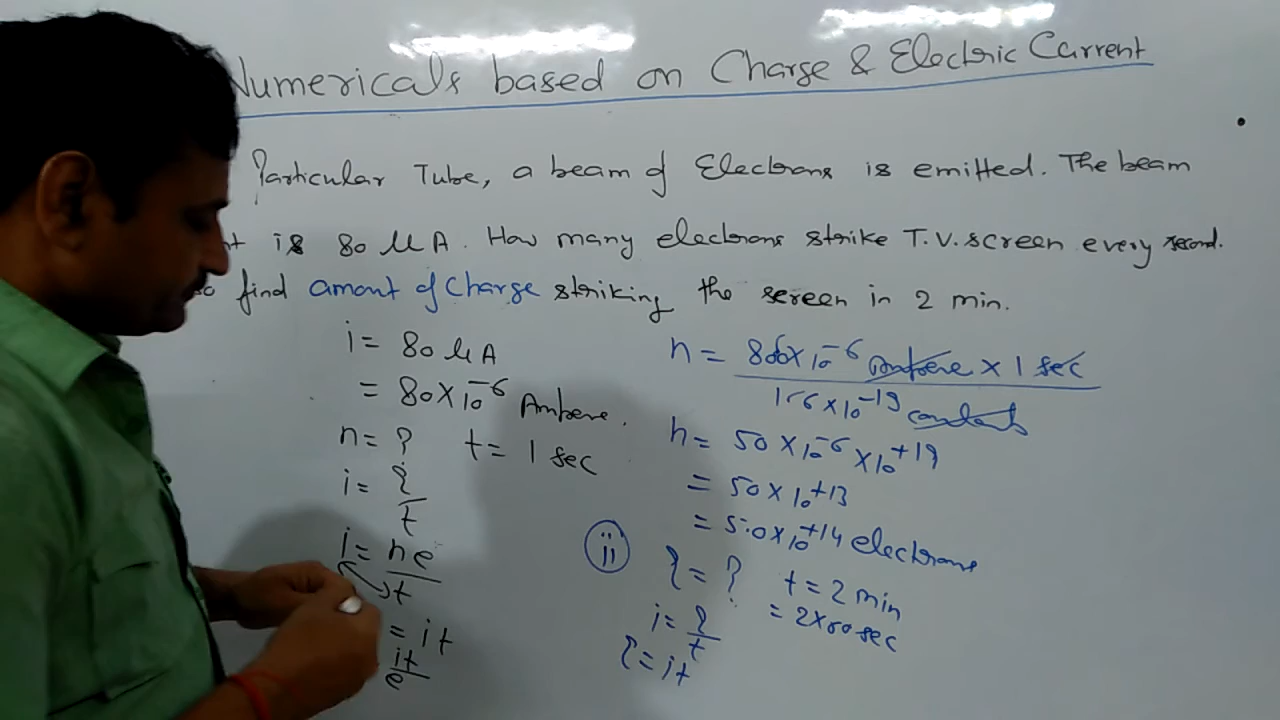 Numericals based on Charge & Electric Current
Particular Tube, a beam of Electrons is emitted. The beam
is 80 μA. How many electrons strike T.V. screen every second.
find amont of Charge striking the screen in 2 min.
i = 80 μA
= 80 × 10⁻⁶ Ampere.
n = ? t = 1 sec
i = q/t
i = ne/t
= it
it/e
n = 800 × 10⁻⁶ Ampere × 1 sec / 1.6 × 10⁻¹⁹
n = 50 × 10⁻⁶ × 10⁺¹⁹
= 50 × 10⁺¹³
= 5.0 × 10⁺¹⁴ electrons
ii q = ? t = 2 min
= 2×60 sec
i = q/t
q = it